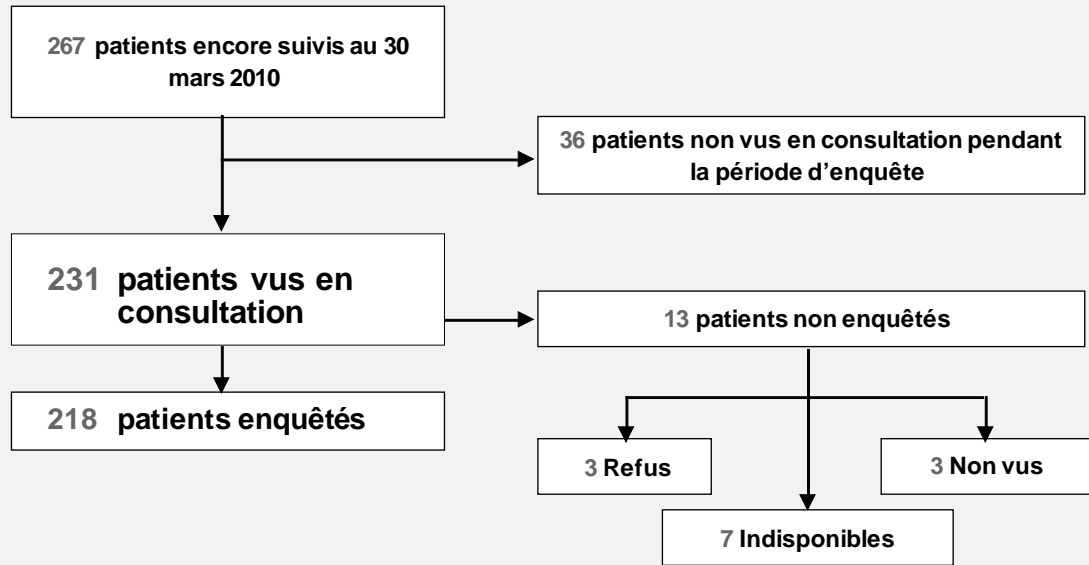 267 patients encore suivis au 30
mars 2010
36 patients non vus en consultation pendant
la période d’enquête
231 patients vus en
consultation
13 patients non enquêtés
218 patients enquêtés
3 Refus
3 Non vus
7 Indisponibles